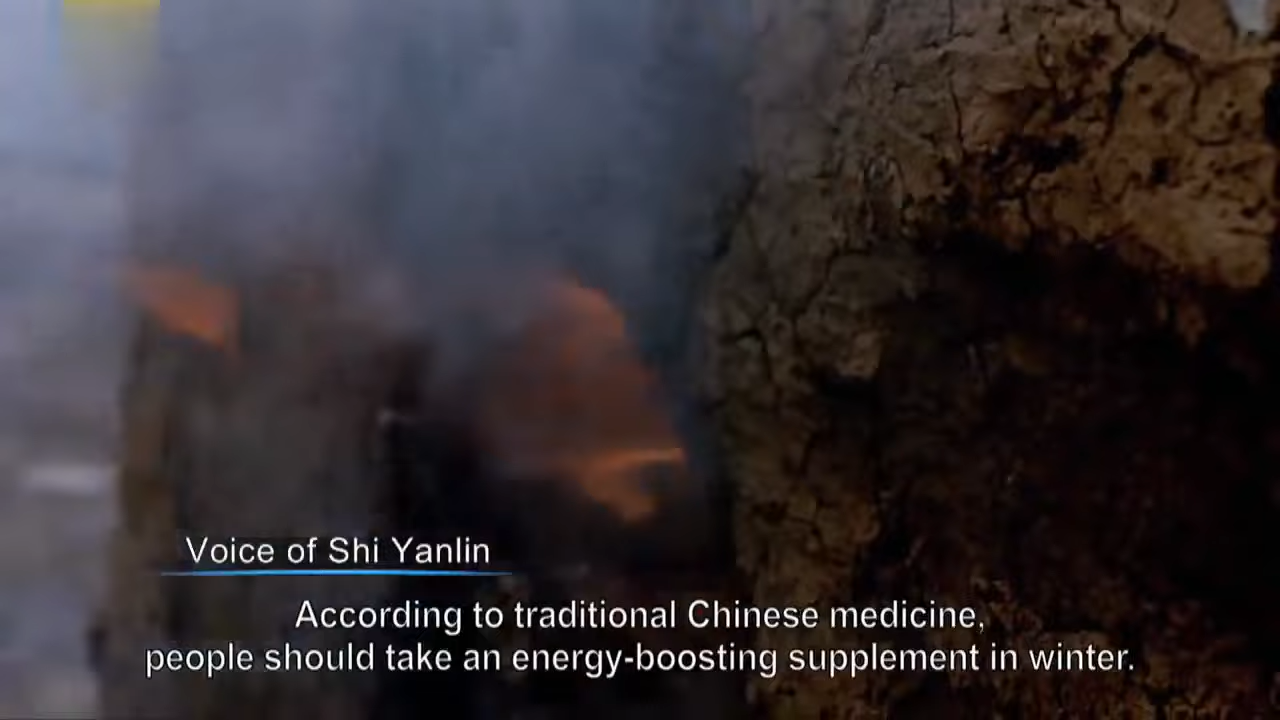 Voice of Shi Yanlin
According to traditional Chinese medicine,
people should take an energy-boosting supplement in winter.